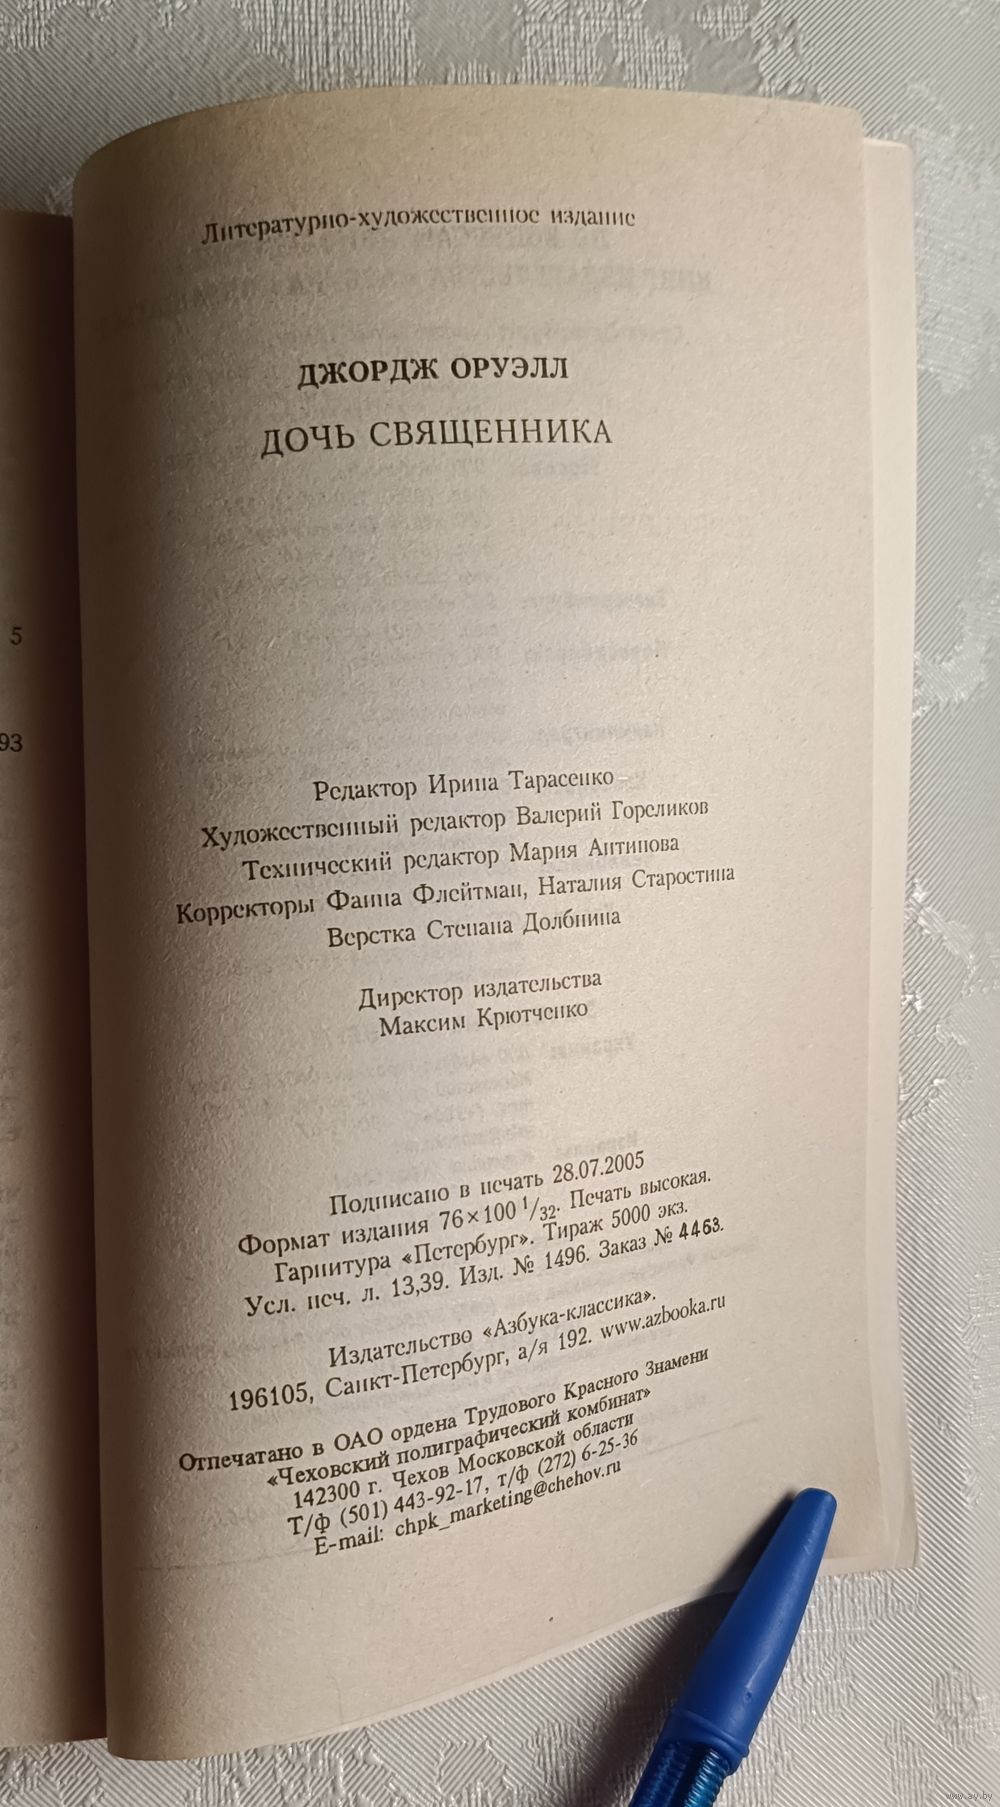 Литературно-художественное издание
ДЖОРДЖ ОРУЭЛЛ
ДОЧЬ СВЯЩЕННИКА
5
93
Редактор Ирина Тарасенко
Художественный редактор Валерий Гореликов
Технический редактор Мария Антипова
Корректоры Фаина Флейтман, Наталия Старостина
Верстка Степана Долбнина
Директор издательства
Максим Крютченко
Подписано в печать 28.07.2005
Формат издания 76×100 1/32. Печать высокая.
Гарнитура «Петербург». Тираж 5000 экз.
Усл. печ. л. 13,39. Изд. № 1496. Заказ № 4463.
Издательство «Азбука-классика».
196105, Санкт-Петербург, а/я 192. www.azbooka.ru
Отпечатано в ОАО ордена Трудового Красного Знамени
«Чеховский полиграфический комбинат»
142300 г. Чехов Московской области
Т/ф (501) 443-92-17, т/ф (272) 6-25-36
E-mail: chpk_marketing@chehov.ru
www.ay.by